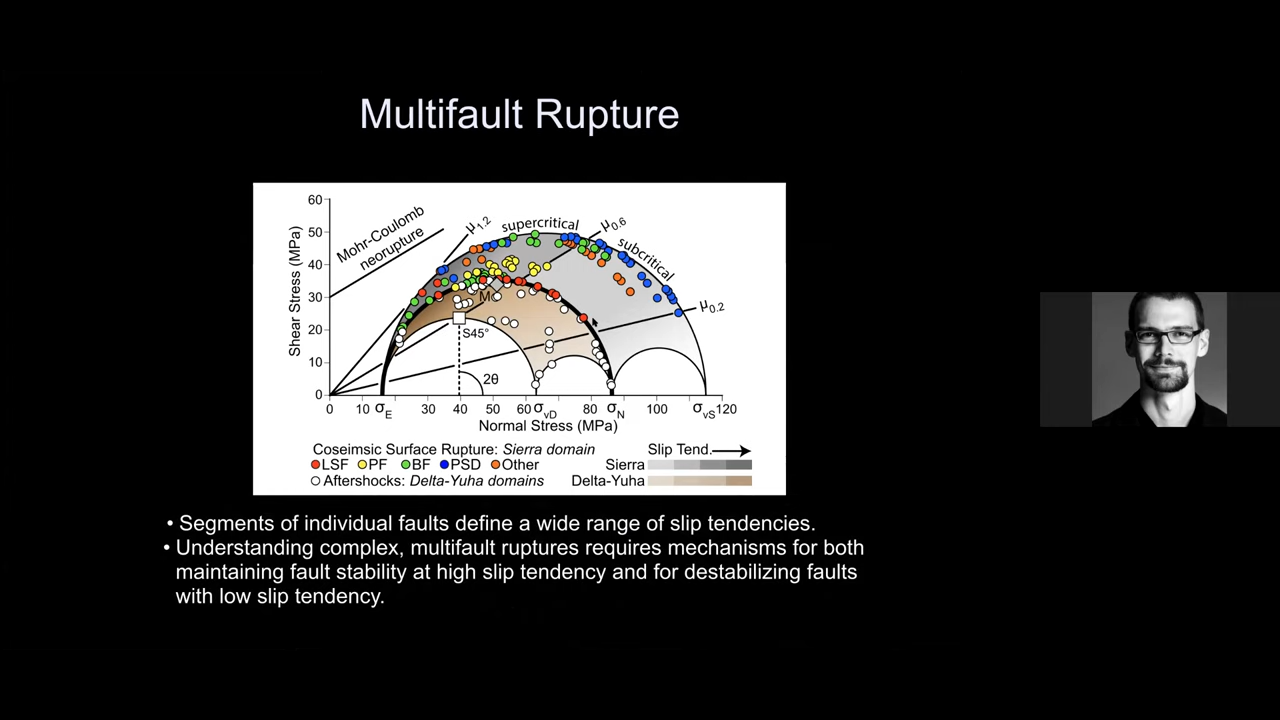 Multifault Rupture
60
50
40
30
20
10
0
Shear Stress (MPa)
Mohr-Coulomb
neorupture
μ1.2
supercritical
μ0.6
subcritical
μ0.2
M
S45°
2θ
0 10 σE 30 40 50 60 σvD 80 σN 100 σvS 120
Normal Stress (MPa)
Coseimsic Surface Rupture: Sierra domain
LSF PF BF PSD Other
Aftershocks: Delta-Yuha domains
Slip Tend.
Sierra
Delta-Yuha
• Segments of individual faults define a wide range of slip tendencies.
• Understanding complex, multifault ruptures requires mechanisms for both
maintaining fault stability at high slip tendency and for destabilizing faults
with low slip tendency.